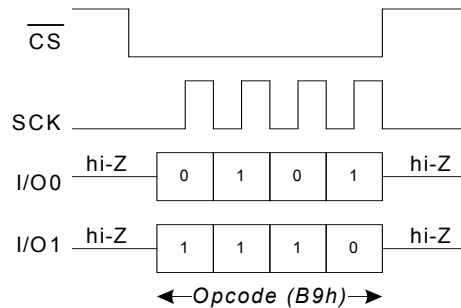 CS
SCK
hi-Z hi-Z
I/O0 0 1 0 1
hi-Z hi-Z
I/O1 1 1 1 0
Opcode (B9h)